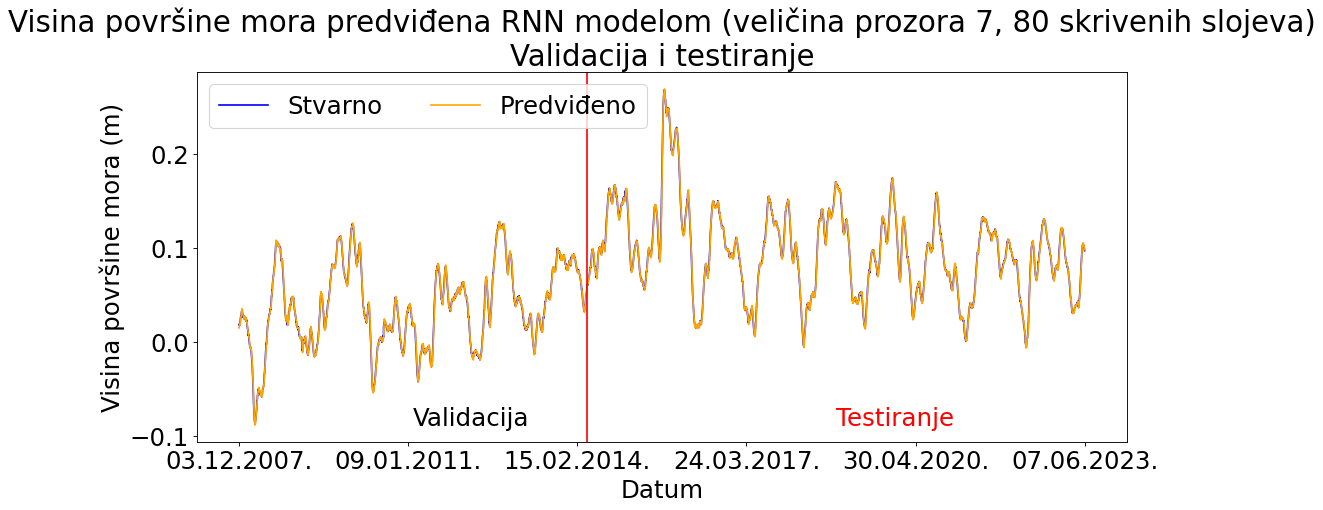 Visina površine mora predviđena RNN modelom (veličina prozora 7, 80 skrivenih slojeva)
Validacija i testiranje
Stvarno Predviđeno
Visina površine mora (m)
0.2
0.1
0.0
−0.1
Validacija
Testiranje
03.12.2007. 09.01.2011. 15.02.2014. 24.03.2017. 30.04.2020. 07.06.2023.
Datum